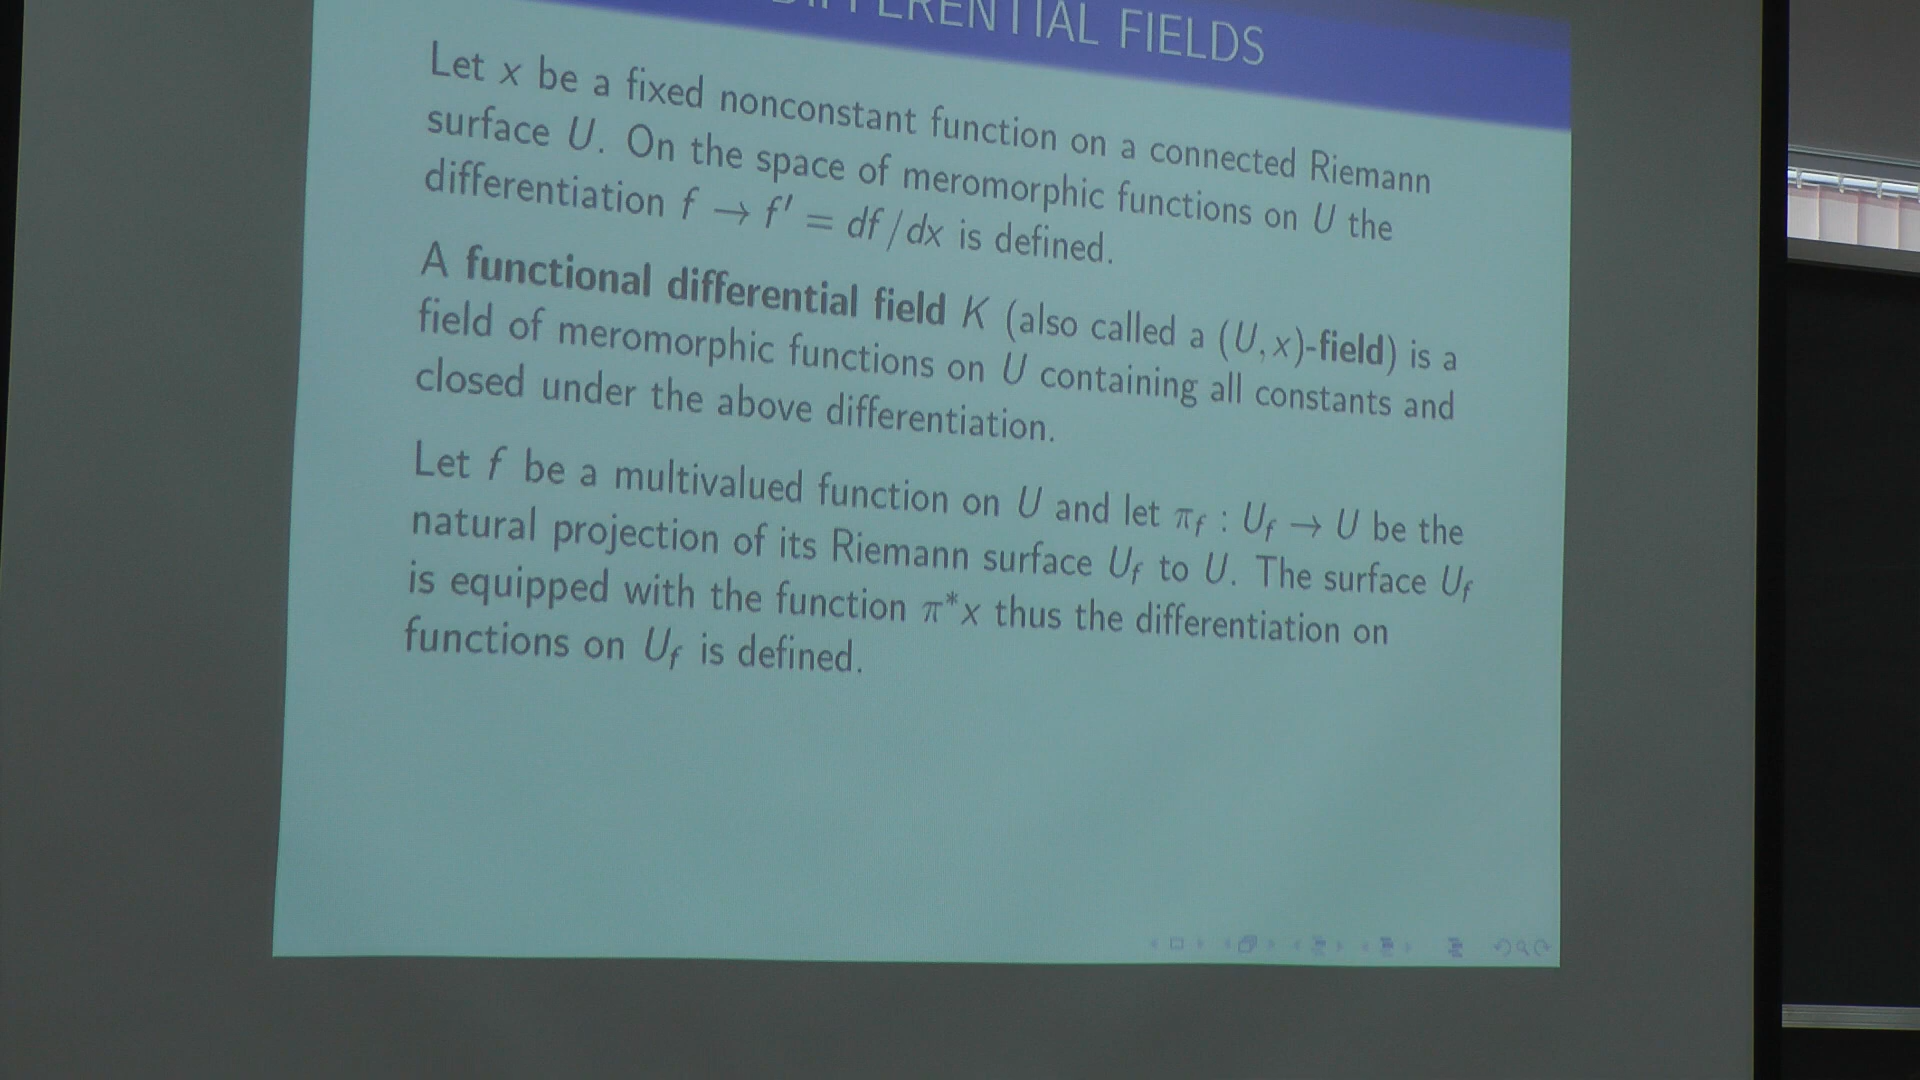 DIFFERENTIAL FIELDS
Let x be a fixed nonconstant function on a connected Riemann
surface U. On the space of meromorphic functions on U the
differentiation f → f′ = df/dx is defined.
A functional differential field K (also called a (U, x)-field) is a
field of meromorphic functions on U containing all constants and
closed under the above differentiation.
Let f be a multivalued function on U and let π_f : U_f → U be the
natural projection of its Riemann surface U_f to U. The surface U_f
is equipped with the function π*x thus the differentiation on
functions on U_f is defined.